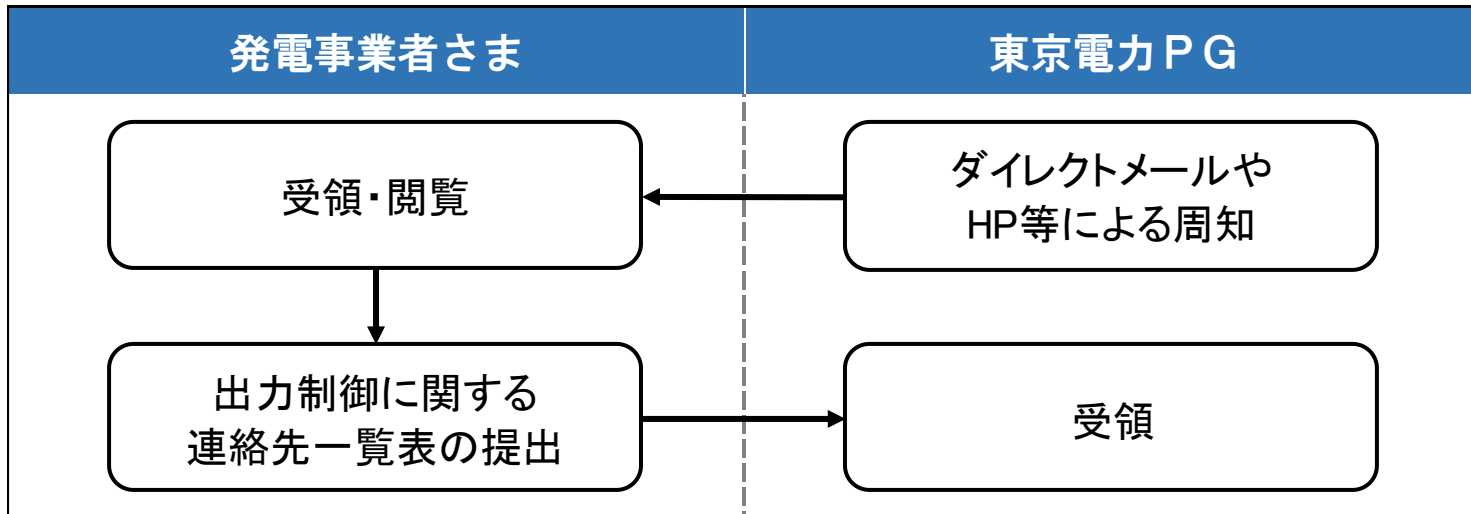 発電事業者さま
東京電力ＰＧ
受領・閲覧
ダイレクトメールや
HP等による周知
出力制御に関する
連絡先一覧表の提出
受領